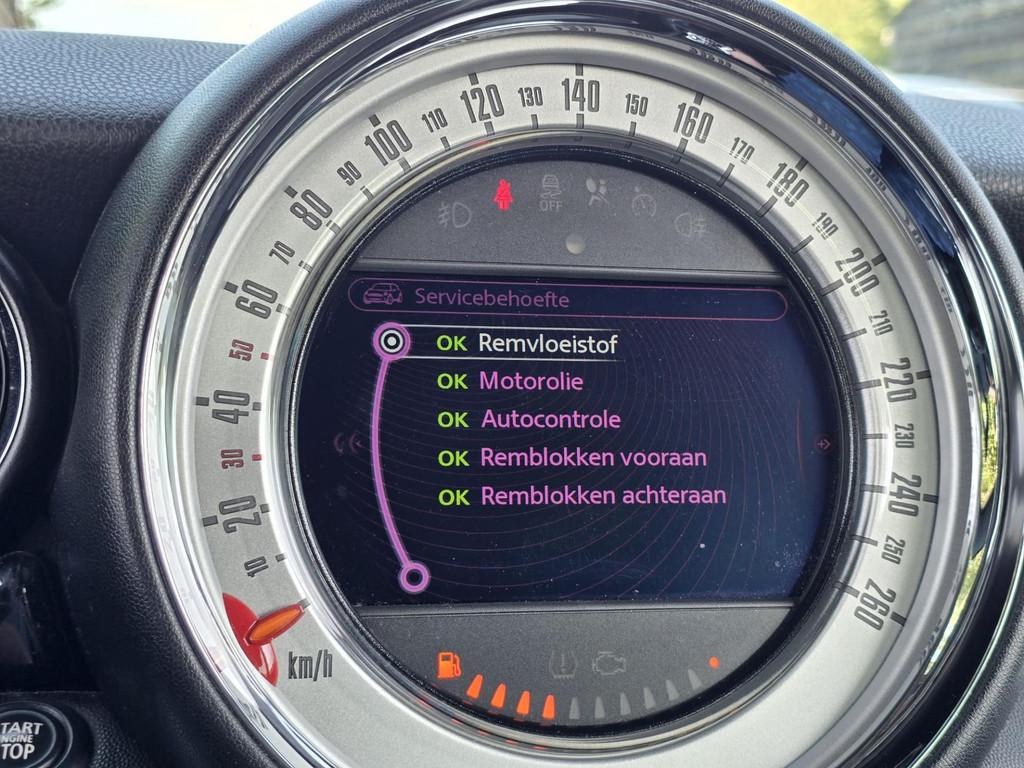 10
20
30
40
50
60
70
80
90
100
110
120
130
140
150
160
170
180
190
200
210
220
230
240
250
260
km/h
OFF
Servicebehoefte
OK Remvloeistof
OK Motorolie
OK Autocontrole
OK Remblokken vooraan
OK Remblokken achteraan
TART
ENGINE
TOP